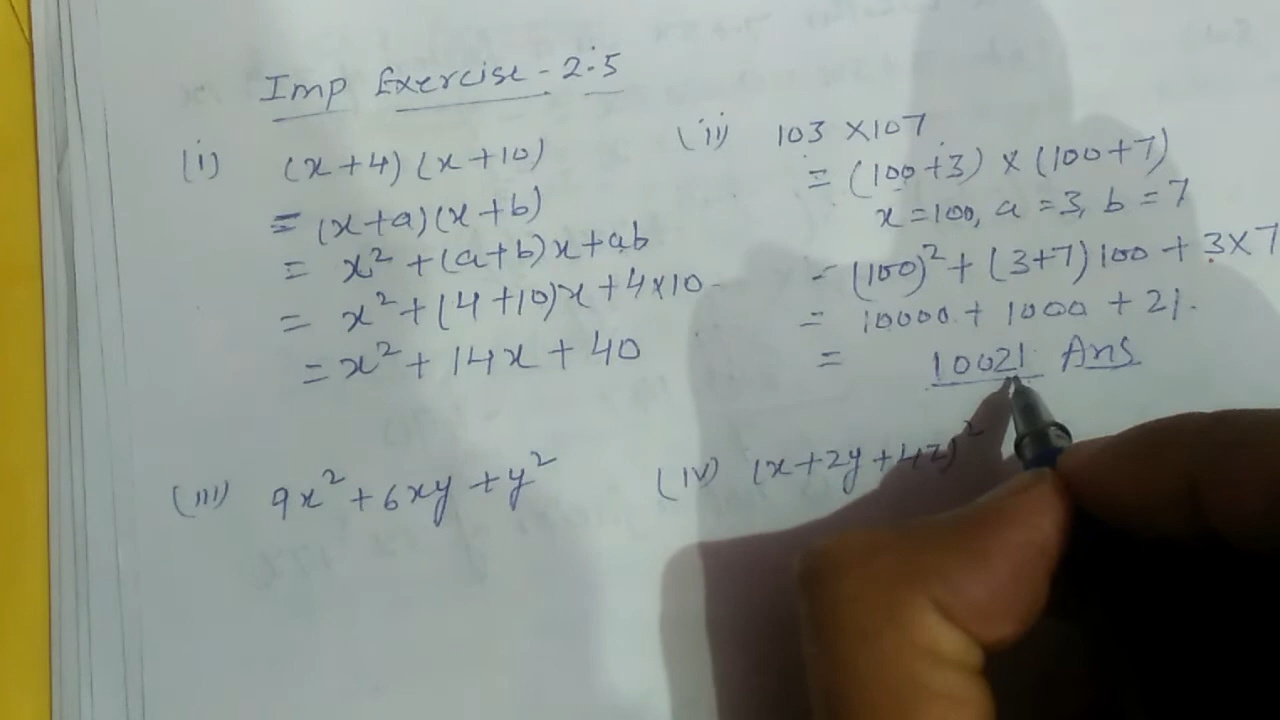 Imp Exercise - 2.5
(i) (x+4) (x+10)
= (x+a)(x+b)
= x² + (a+b)x + ab
= x² + (4+10)x + 4×10
= x² + 14x + 40
(ii) 103 × 107
= (100+3) × (100+7)
x = 100, a = 3, b = 7
= (100)² + (3+7)100 + 3×7
= 10000 + 1000 + 21.
= 10021 Ans
(iii) 9x² + 6xy + y²
(iv) (x+2y+4z)²